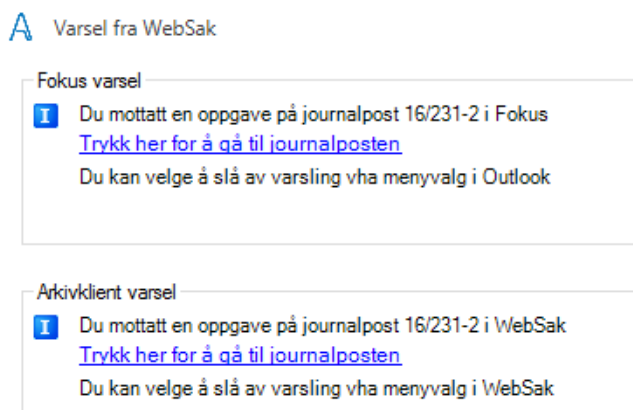 Varsel fra WebSak
Fokus varsel
I Du mottatt en oppgave på journalpost 16/231-2 i Fokus
Trykk her for å gå til journalposten
Du kan velge å slå av varsling vha menyvalg i Outlook
Arkivklient varsel
I Du mottatt en oppgave på journalpost 16/231-2 i WebSak
Trykk her for å gå til journalposten
Du kan velge å slå av varsling vha menyvalg i WebSak